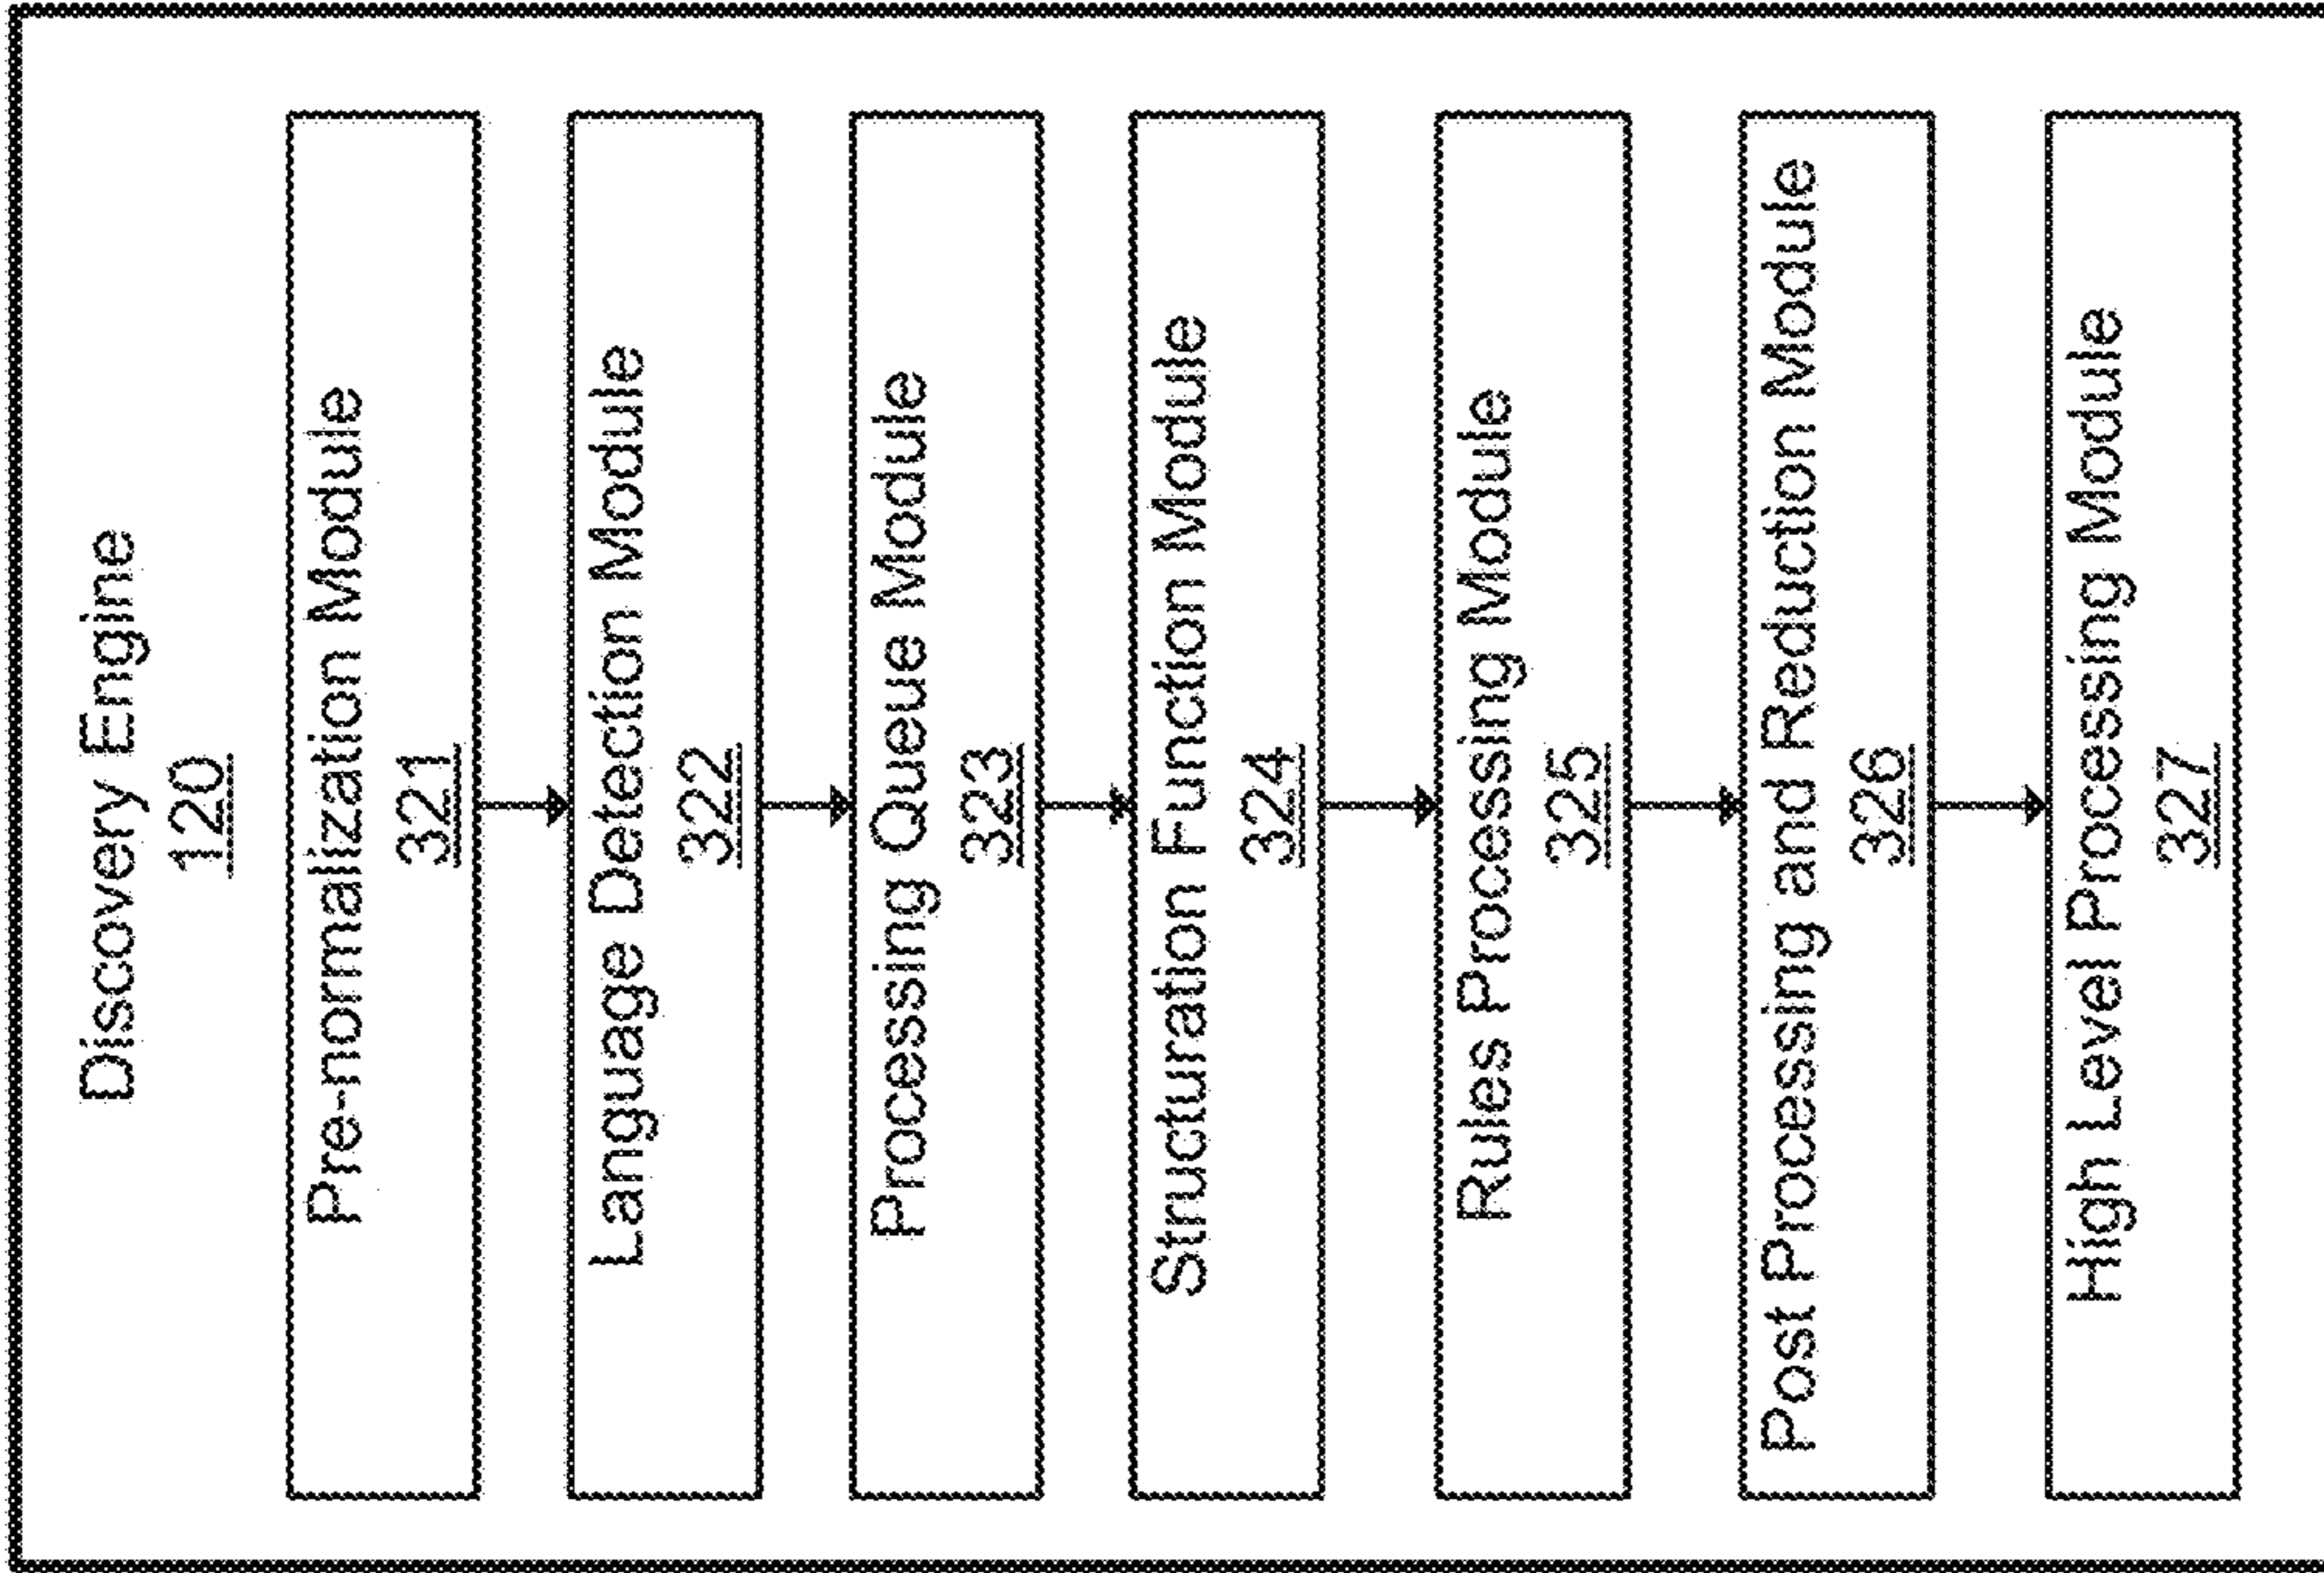 Discovery Engine
120
Pre-normalization Module
321
Language Detection Module
322
Processing Queue Module
323
Structuration Function Module
324
Rules Processing Module
325
Post Processing and Reduction Module
326
High Level Processing Module
327